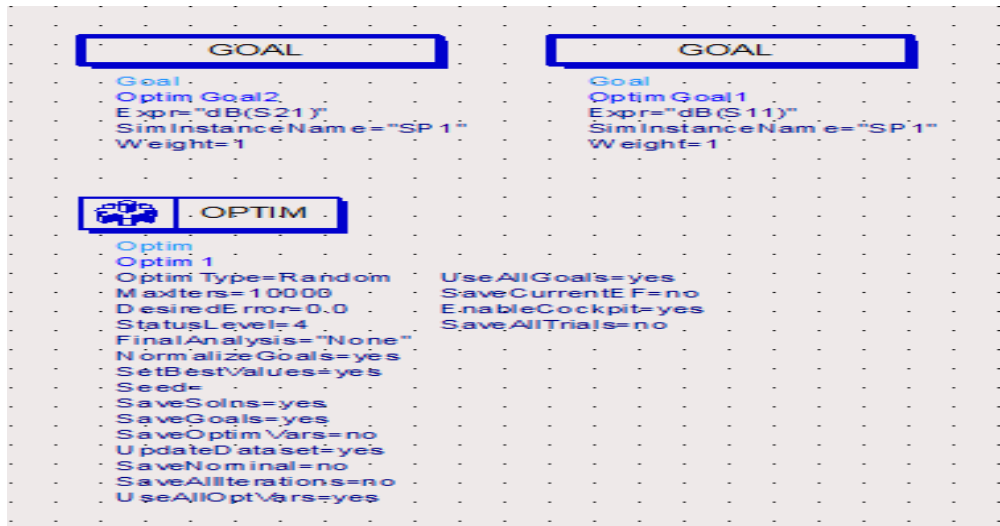 GOAL
Goal
OptimGoal2
Expr="dB(S21)"
SimInstanceName="SP1"
Weight=1
GOAL
Goal
OptimGoal1
Expr="dB(S11)"
SimInstanceName="SP1"
Weight=1
OPTIM
Optim
Optim1
OptimType=Random
MaxIters=10000
DesiredError=0.0
StatusLevel=4
FinalAnalysis="None"
NormalizeGoals=yes
SetBestValues=yes
Seed=
SaveSolns=yes
SaveGoals=yes
SaveOptimVars=no
UpdateDataset=yes
SaveNominal=no
SaveAllIterations=no
UseAllOptVars=yes
UseAllGoals=yes
SaveCurrentEF=no
EnableCockpit=yes
SaveAllTrials=no